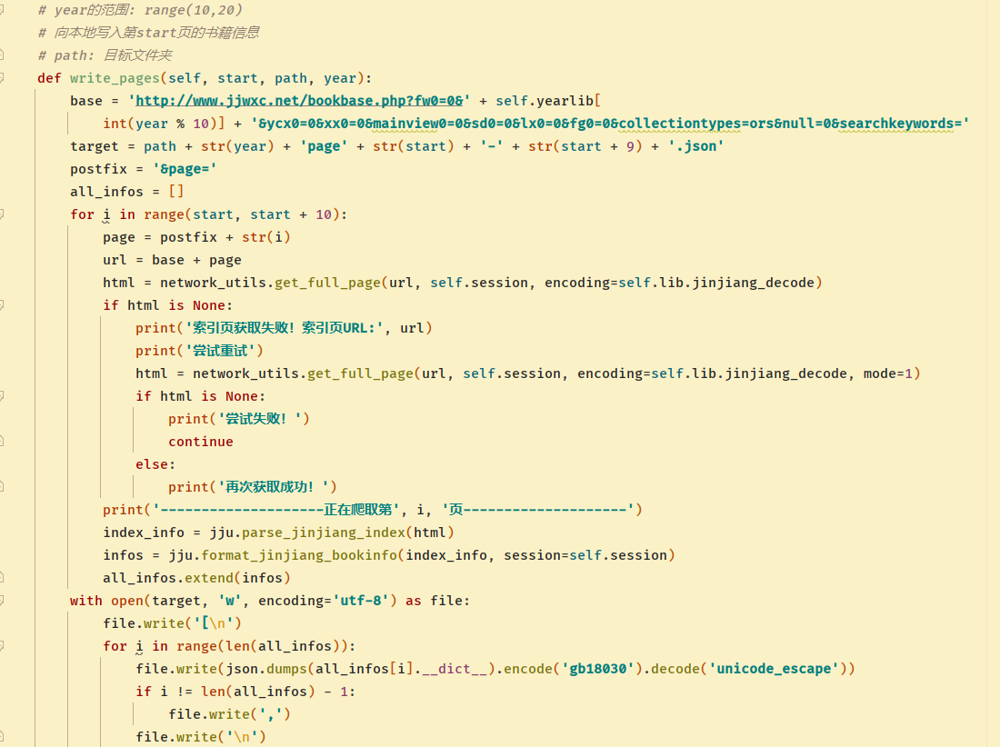 # year的范围: range(10,20)
# 向本地写入第start页的书籍信息
# path: 目标文件夹
def write_pages(self, start, path, year):
    base = 'http://www.jjwxc.net/bookbase.php?fw0=0&' + self.yearlib[
        int(year % 10)] + '&ycx0=0&xx0=0&mainview0=0&sd0=0&lx0=0&fg0=0&collectiontypes=ors&null=0&searchkeywords='
    target = path + str(year) + 'page' + str(start) + '-' + str(start + 9) + '.json'
    postfix = '&page='
    all_infos = []
    for i in range(start, start + 10):
        page = postfix + str(i)
        url = base + page
        html = network_utils.get_full_page(url, self.session, encoding=self.lib.jinjiang_decode)
        if html is None:
            print('索引页获取失败! 索引页URL:', url)
            print('尝试重试')
            html = network_utils.get_full_page(url, self.session, encoding=self.lib.jinjiang_decode, mode=1)
            if html is None:
                print('尝试失败! ')
                continue
            else:
                print('再次获取成功! ')
        print('--------------------正在爬取第', i, '页--------------------')
        index_info = jju.parse_jinjiang_index(html)
        infos = jju.format_jinjiang_bookinfo(index_info, session=self.session)
        all_infos.extend(infos)
    with open(target, 'w', encoding='utf-8') as file:
        file.write('[\n')
        for i in range(len(all_infos)):
            file.write(json.dumps(all_infos[i].__dict__).encode('gb18030').decode('unicode_escape'))
            if i != len(all_infos) - 1:
                file.write(',')
            file.write('\n')